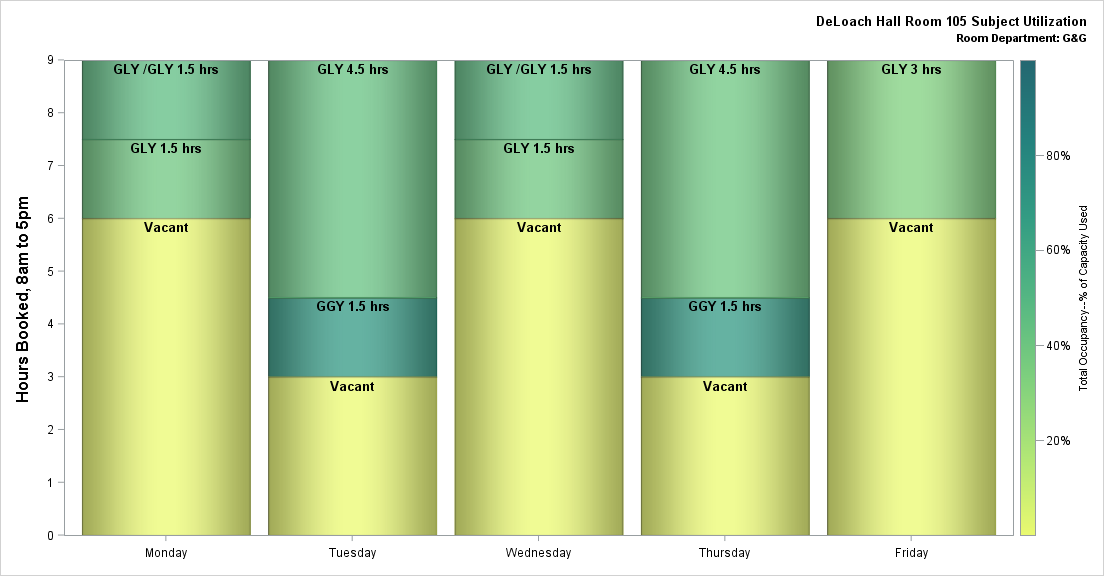 DeLoach Hall Room 105 Subject Utilization
Room Department: G&G
Hours Booked, 8am to 5pm
9
8
7
6
5
4
3
2
1
0
GLY /GLY 1.5 hrs
GLY 1.5 hrs
Vacant
GLY 4.5 hrs
GGY 1.5 hrs
Vacant
GLY /GLY 1.5 hrs
GLY 1.5 hrs
Vacant
GLY 4.5 hrs
GGY 1.5 hrs
Vacant
GLY 3 hrs
Vacant
Monday
Tuesday
Wednesday
Thursday
Friday
80%
60%
40%
20%
Total Occupancy--% of Capacity Used